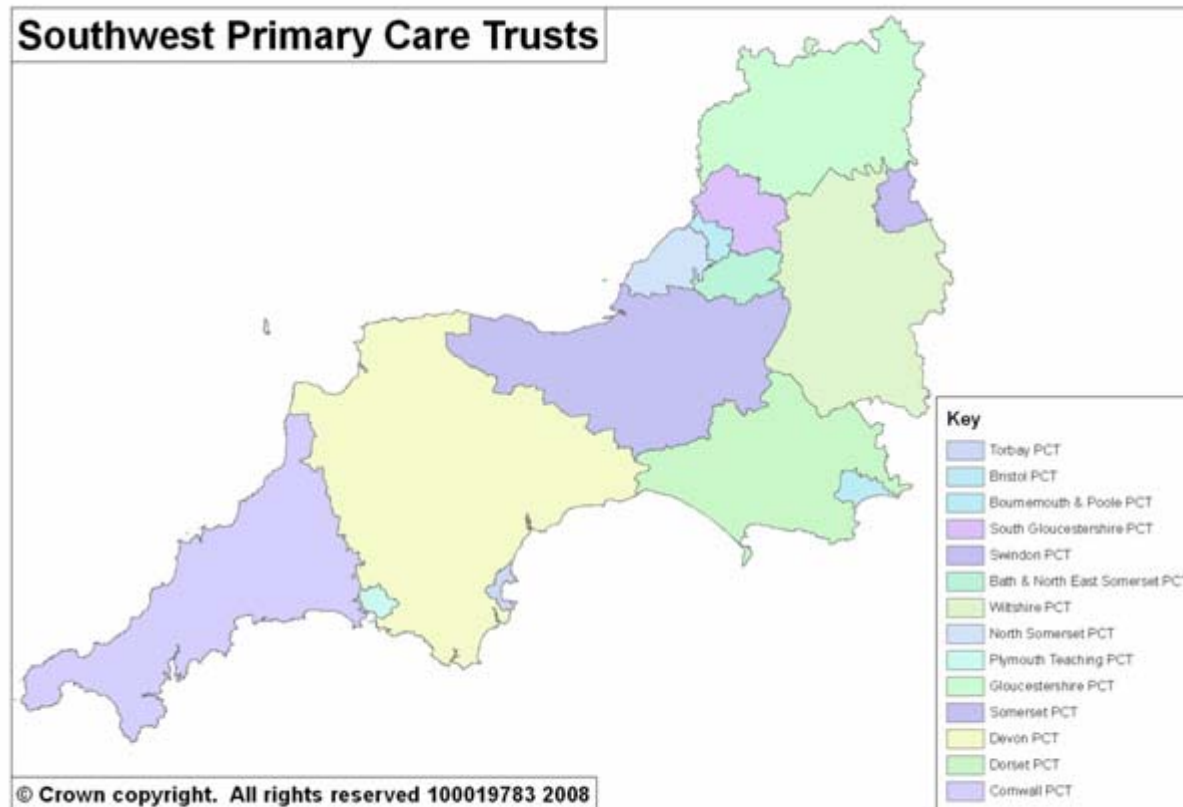 Southwest Primary Care Trusts
Key
Torbay PCT
Bristol PCT
Bournemouth & Poole PCT
South Gloucestershire PCT
Swindon PCT
Bath & North East Somerset PCT
Wiltshire PCT
North Somerset PCT
Plymouth Teaching PCT
Gloucestershire PCT
Somerset PCT
Devon PCT
Dorset PCT
Cornwall PCT
© Crown copyright. All rights reserved 100019783 2008